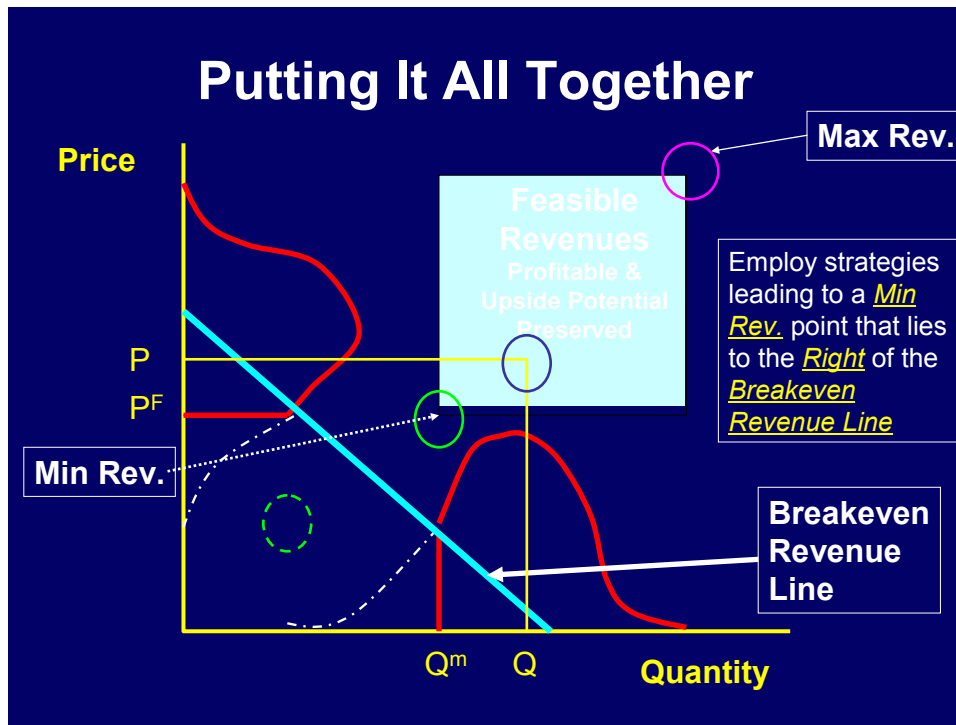 Putting It All Together
Max Rev.
Price
Feasible
Revenues
Profitable &
Upside Potential
Preserved
Employ strategies
leading to a Min
Rev. point that lies
to the Right of the
Breakeven
Revenue Line
P
Pᶠ
Min Rev.
Breakeven
Revenue
Line
Qᵐ
Q
Quantity